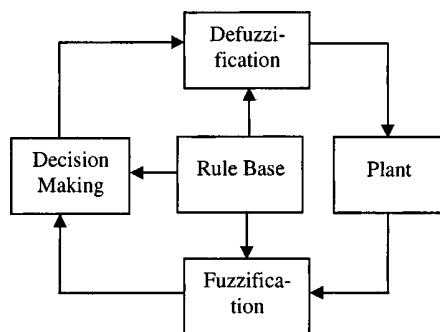 Defuzzi-
fication
Decision
Making
Rule Base
Plant
Fuzzifica-
tion